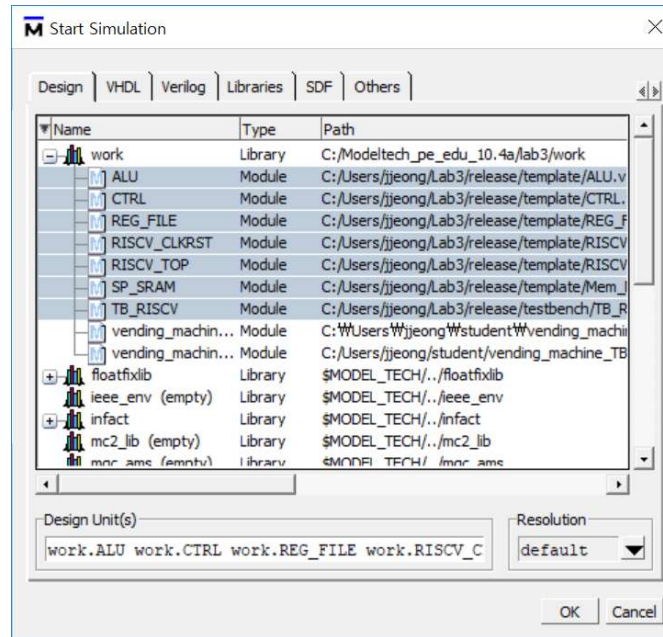 M Start Simulation
Design VHDL Verilog Libraries SDF Others
Name Type Path
work Library C:/Modeltech_pe_edu_10.4a/lab3/work
ALU Module C:/Users/jjeong/Lab3/release/template/ALU.v
CTRL Module C:/Users/jjeong/Lab3/release/template/CTRL.
REG_FILE Module C:/Users/jjeong/Lab3/release/template/REG_F
RISCV_CLKRST Module C:/Users/jjeong/Lab3/release/template/RISCV
RISCV_TOP Module C:/Users/jjeong/Lab3/release/template/RISCV
SP_SRAM Module C:/Users/jjeong/Lab3/release/template/Mem_
TB_RISCV Module C:/Users/jjeong/Lab3/release/testbench/TB_R
vending_machin... Module C:₩Users₩jjeong₩student₩vending_machi
vending_machin... Module C:/Users/jjeong/student/vending_machine_TB
floatfixlib Library $MODEL_TECH/../floatfixlib
ieee_env (empty) Library $MODEL_TECH/../ieee_env
infact Library $MODEL_TECH/../infact
mc2_lib (empty) Library $MODEL_TECH/../mc2_lib
mgc_ams (empty) Library $MODEL_TECH/../mgc_ams
Design Unit(s) Resolution
work.ALU work.CTRL work.REG_FILE work.RISCV_C default
OK Cancel